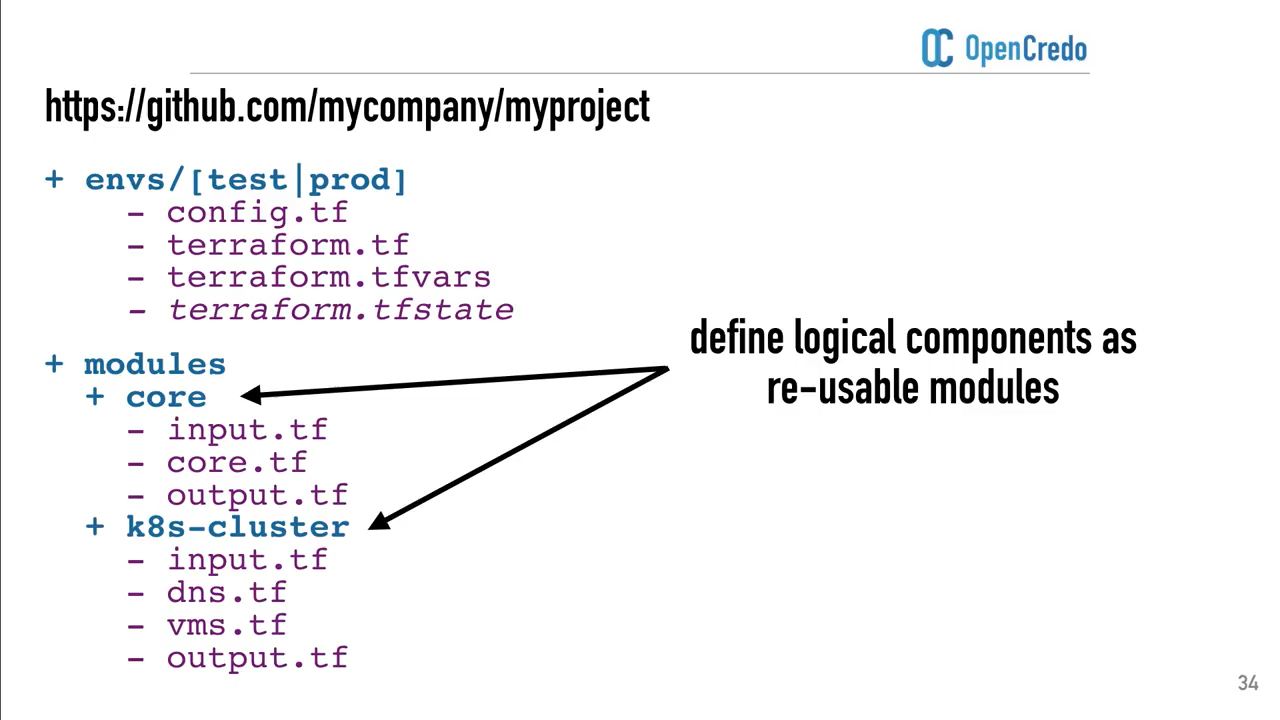 OpenCredo
https://github.com/mycompany/myproject
+ envs/[test|prod]
- config.tf
- terraform.tf
- terraform.tfvars
- terraform.tfstate
+ modules
+ core
- input.tf
- core.tf
- output.tf
+ k8s-cluster
- input.tf
- dns.tf
- vms.tf
- output.tf
define logical components as
re-usable modules
34